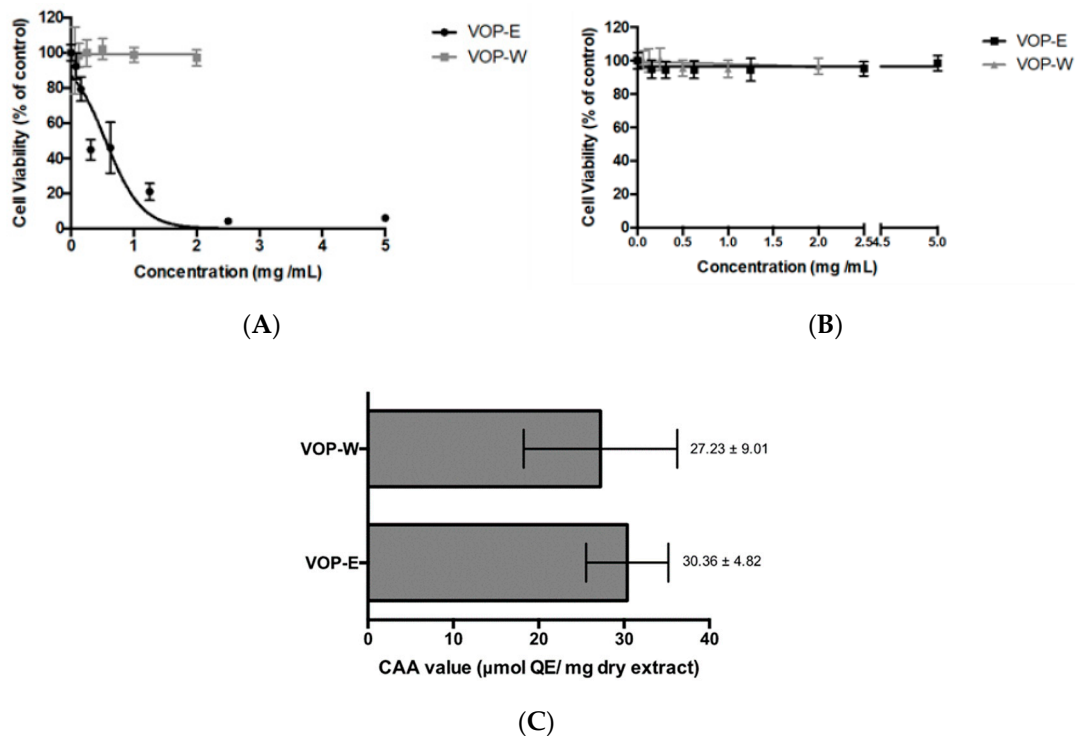 120
100
80
60
40
20
0
Cell Viability (% of control)
0 1 2 3 4 5
Concentration (mg /mL)
VOP-E
VOP-W
(A)
120
100
80
60
40
20
0
Cell Viability (% of control)
0.0 0.5 1.0 1.5 2.0 2.54.5 5.0
Concentration (mg /mL)
VOP-E
VOP-W
(B)
VOP-W
27.23 ± 9.01
VOP-E
30.36 ± 4.82
0 10 20 30 40
CAA value (µmol QE/ mg dry extract)
(C)